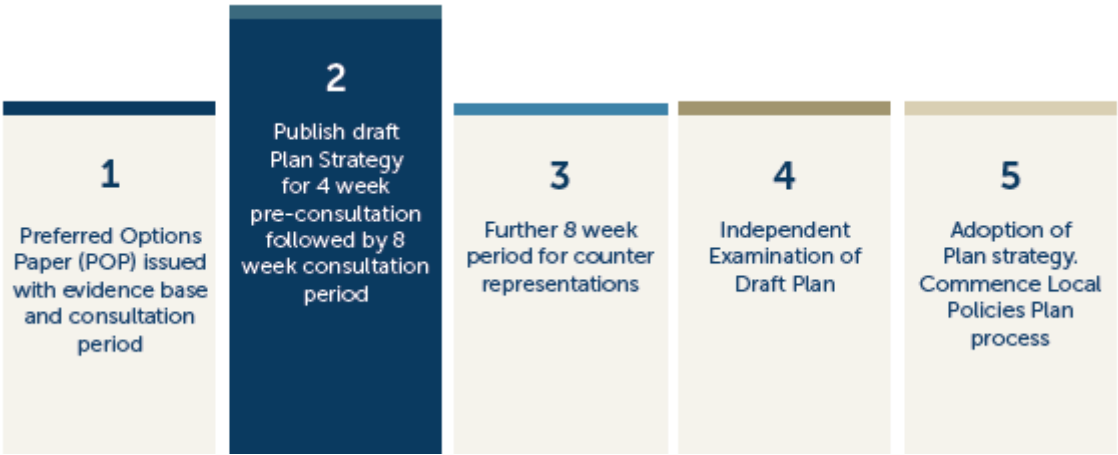 1
Preferred Options
Paper (POP) issued
with evidence base
and consultation
period
2
Publish draft
Plan Strategy
for 4 week
pre-consultation
followed by 8
week consultation
period
3
Further 8 week
period for counter
representations
4
Independent
Examination of
Draft Plan
5
Adoption of
Plan strategy.
Commence Local
Policies Plan
process